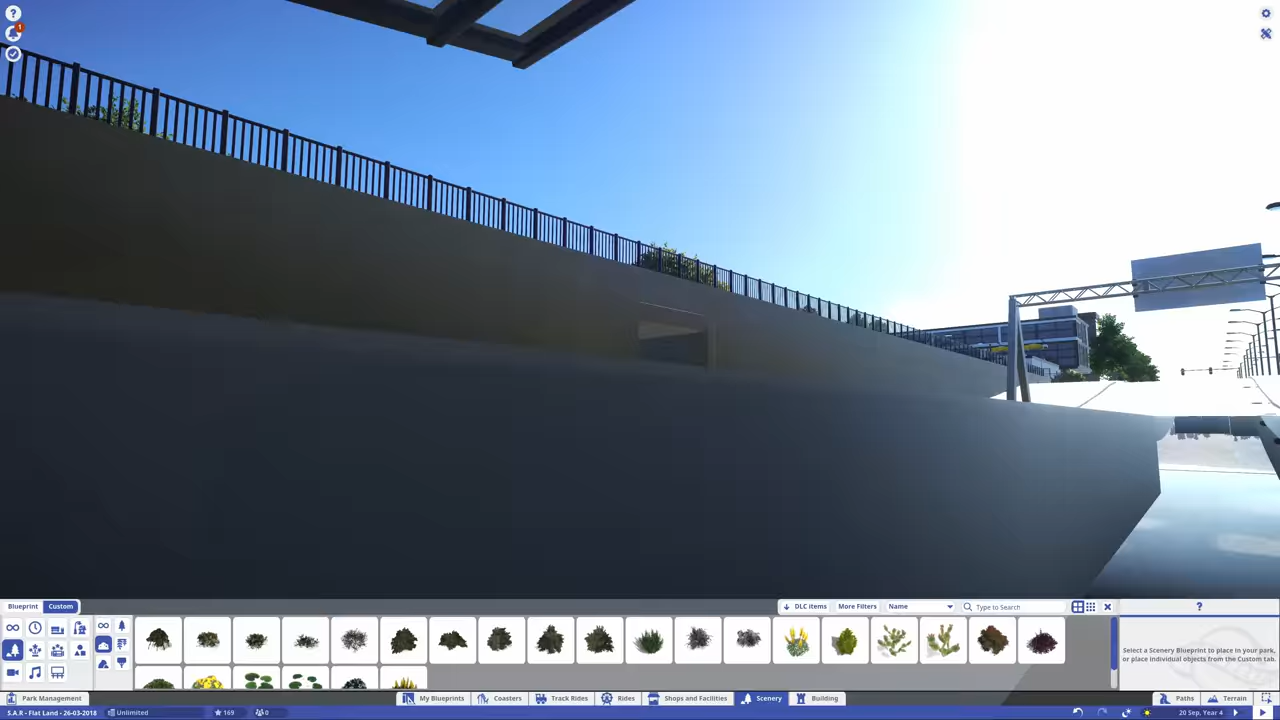 ?
1
Blueprint
Custom
DLC items
More Filters
Name
Type to Search
?
Select a Scenery Blueprint to place in your park,
or place individual objects from the Custom tab.
Park Management
My Blueprints
Coasters
Track Rides
Rides
Shops and Facilities
Scenery
Building
Paths
Terrain
S.A.R - Flat Land - 26-03-2018
Unlimited
169
0
20 Sep, Year 4